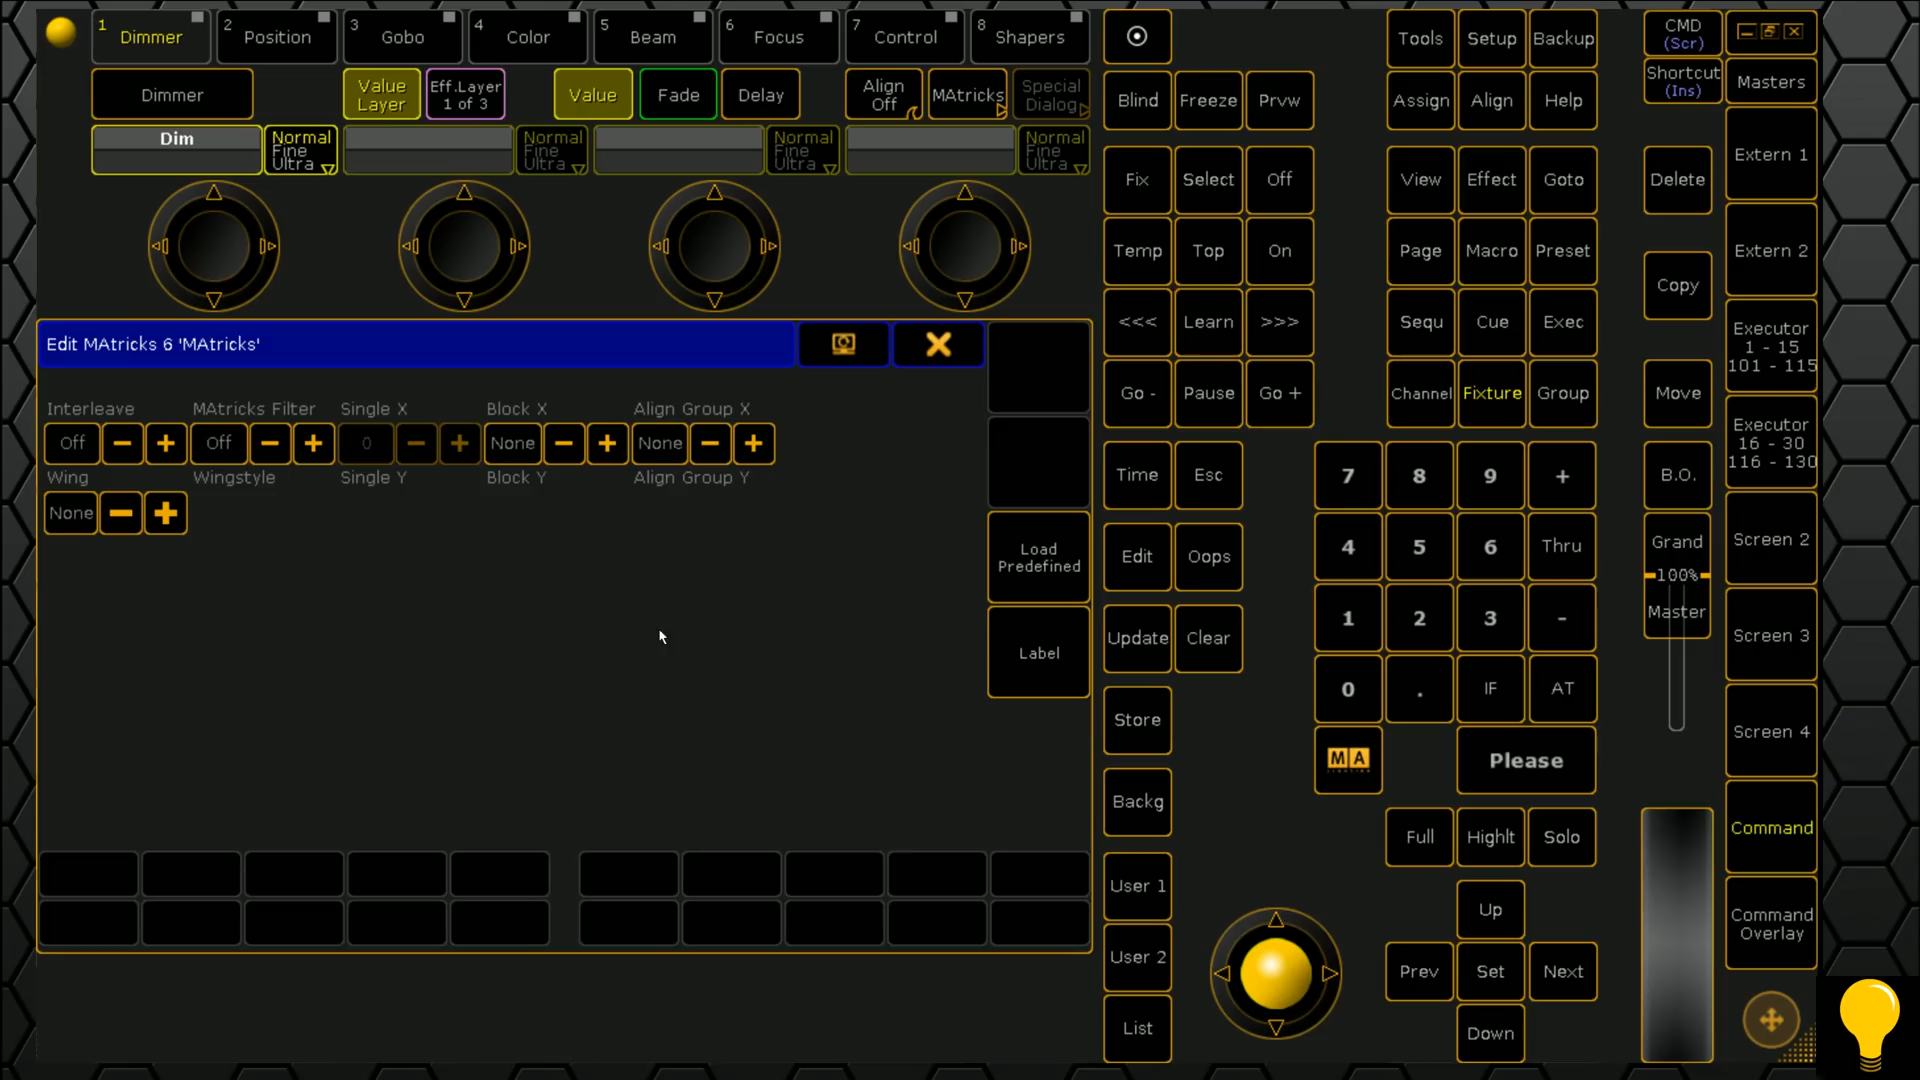 1 Dimmer
2 Position
3 Gobo
4 Color
5 Beam
6 Focus
7 Control
8 Shapers
Dimmer
Value
Layer
Eff.Layer
1 of 3
Value
Fade
Delay
Align
Off
MAtricks
Special
Dialog
Dim
Normal
Fine
Ultra
Normal
Fine
Ultra
Normal
Fine
Ultra
Normal
Fine
Ultra
Edit MAtricks 6 'MAtricks'
Interleave
MAtricks Filter
Single X
Block X
Align Group X
Off
Off
0
None
None
Wing
Wingstyle
Single Y
Block Y
Align Group Y
None
Load
Predefined
Label
Tools
Setup
Backup
Blind
Freeze
Prvw
Assign
Align
Help
Fix
Select
Off
View
Effect
Goto
Temp
Top
On
Page
Macro
Preset
<<<
Learn
>>>
Sequ
Cue
Exec
Go -
Pause
Go +
Channel
Fixture
Group
Time
Esc
7
8
9
+
Edit
Oops
4
5
6
Thru
Update
Clear
1
2
3
-
Store
0
.
IF
AT
MA
Please
Backg
Full
Highlt
Solo
User 1
Up
User 2
Prev
Set
Next
List
Down
CMD
(Scr)
Shortcut
(Ins)
Masters
Delete
Extern 1
Copy
Extern 2
Move
Executor
1 - 15
101 - 115
Executor
16 - 30
116 - 130
B.O.
Grand
100%
Master
Screen 2
Screen 3
Screen 4
Command
Command
Overlay